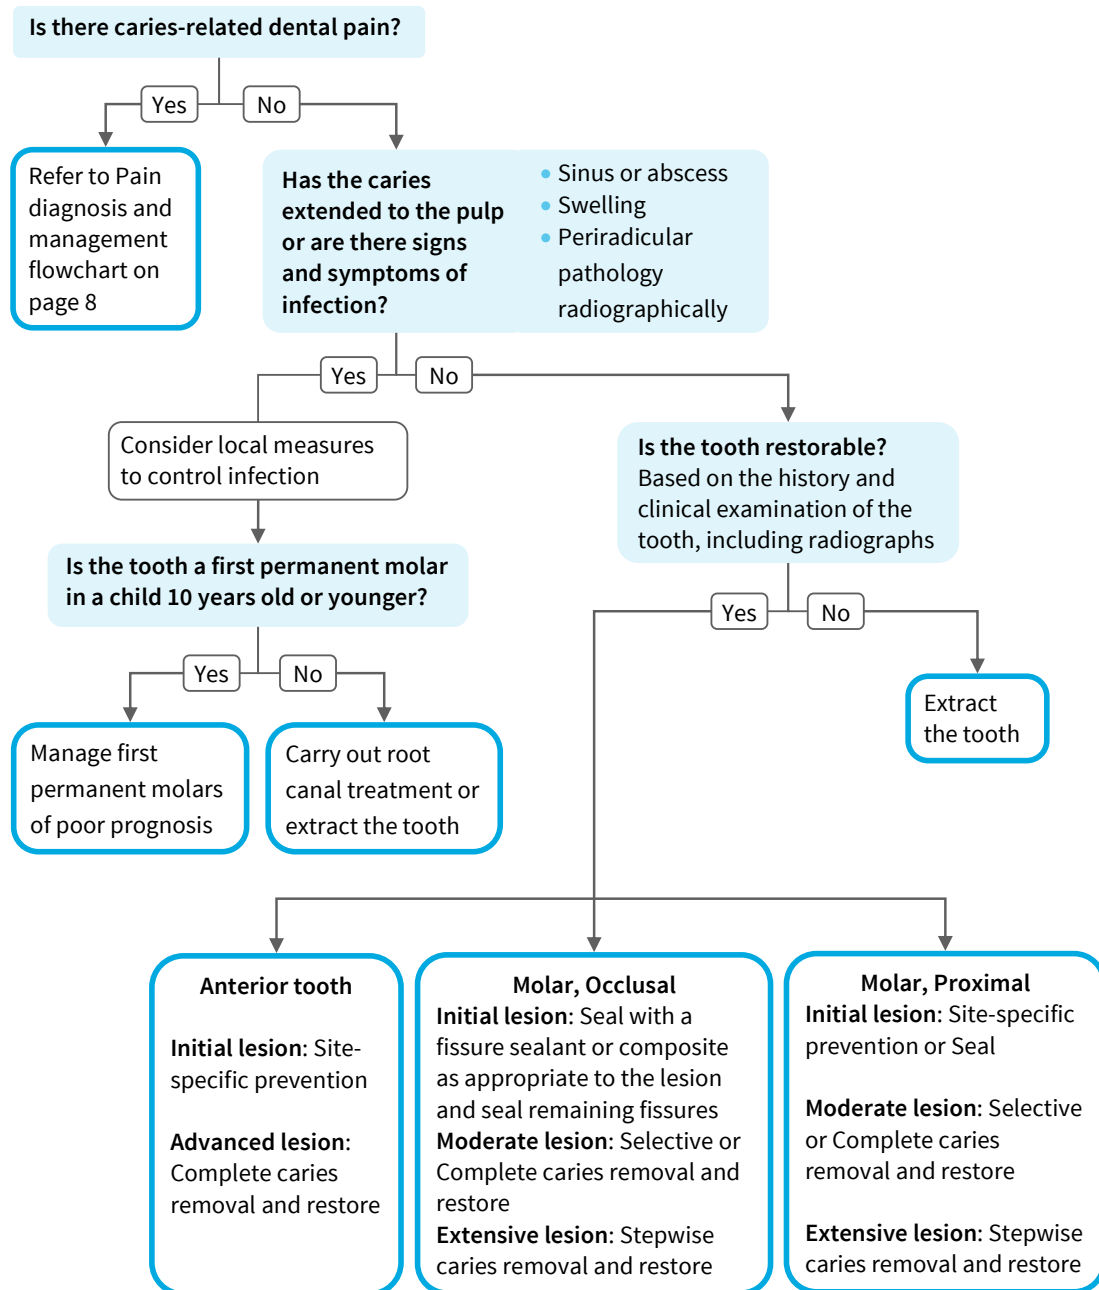 Is there caries-related dental pain?
Yes
No
Refer to Pain
diagnosis and
management
flowchart on
page 8
Has the caries
extended to the pulp
or are there signs
and symptoms of
infection?
• Sinus or abscess
• Swelling
• Periradicular
pathology
radiographically
Yes
No
Consider local measures
to control infection
Is the tooth restorable?
Based on the history and
clinical examination of the
tooth, including radiographs
Is the tooth a first permanent molar
in a child 10 years old or younger?
Yes
No
Yes
No
Manage first
permanent molars
of poor prognosis
Carry out root
canal treatment or
extract the tooth
Extract
the tooth
Anterior tooth
Initial lesion: Site-
specific prevention
Advanced lesion:
Complete caries
removal and restore
Molar, Occlusal
Initial lesion: Seal with a
fissure sealant or composite
as appropriate to the lesion
and seal remaining fissures
Moderate lesion: Selective or
Complete caries removal and
restore
Extensive lesion: Stepwise
caries removal and restore
Molar, Proximal
Initial lesion: Site-specific
prevention or Seal
Moderate lesion: Selective
or Complete caries
removal and restore
Extensive lesion: Stepwise
caries removal and restore